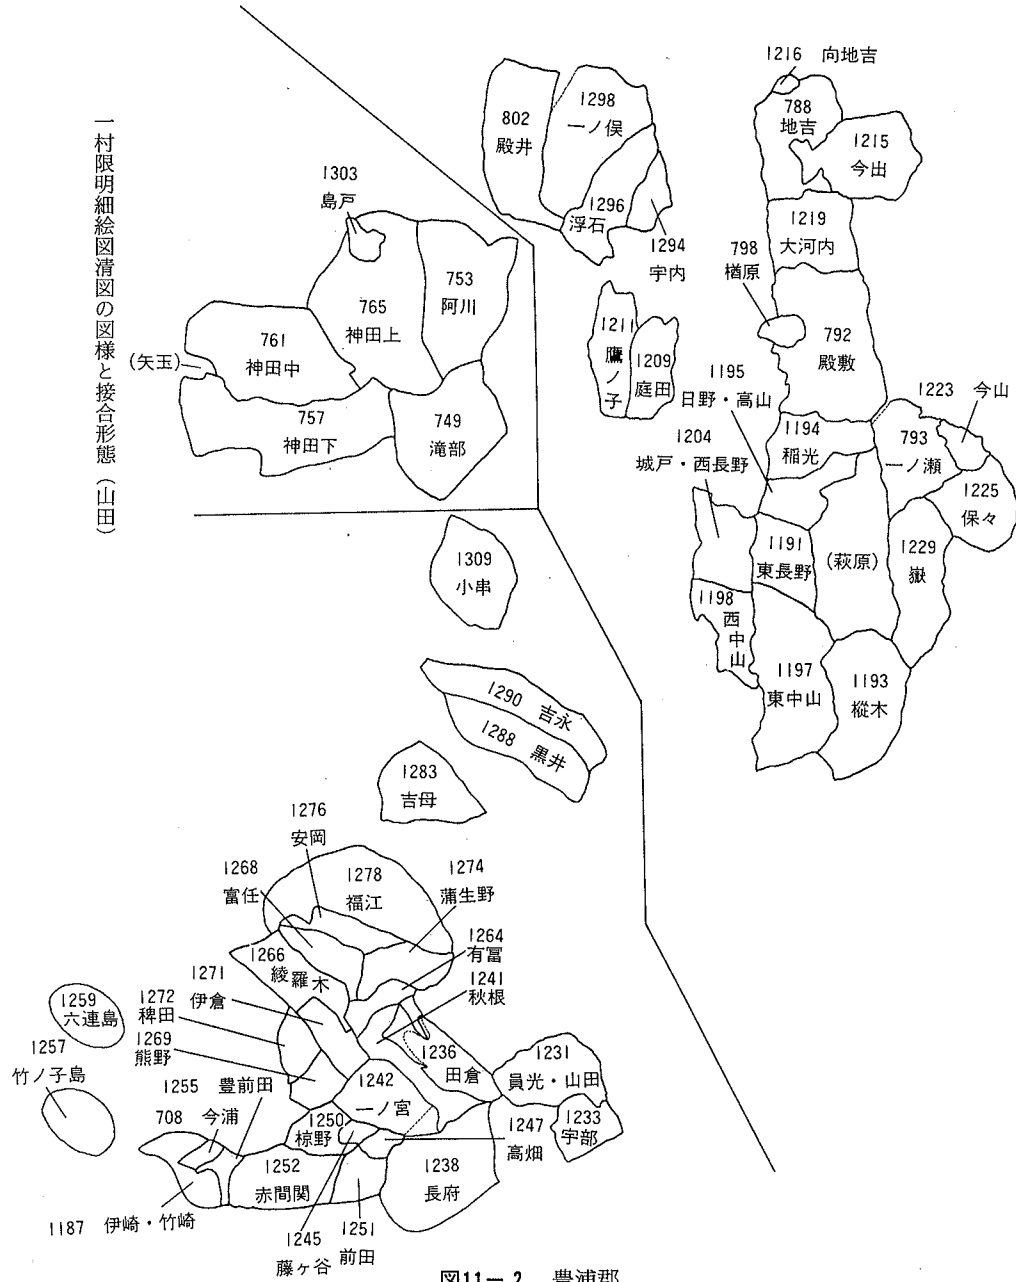 一村限明細絵図清図の図様と接合形態（山田）
1216 向地吉
788
地吉
1215
今出
802
殿井
1298
一ノ俣
1296
浮石
1294
宇内
1219
大河内
798
楢原
792
殿敷
1303
島戸
753
阿川
765
神田上
761
神田中
(矢玉)
757
神田下
749
滝部
1211
鷹ノ子
1209
庭田
1195
日野・高山
1204
城戸・西長野
1194
稲光
1223 今山
793
一ノ瀬
1225
保々
1229
嶽
(萩原)
1191
東長野
1198
西中山
1197
東中山
1193
樅木
1309
小串
1290 吉永
1288 黒井
1283
吉母
1276
安岡
1278
福江
1274
蒲生野
1268
富任
1266
綾羅木
1264
有冨
1241
秋根
1271
伊倉
1272
稗田
1269
熊野
1259
六連島
1257
竹ノ子島
1236
田倉
1231
員光・山田
1233
宇部
1242
一ノ宮
1255 豊前田
708 今浦
1250
椋野
1247
高畑
1252
赤間関
1238
長府
1187 伊崎・竹崎
1245
藤ヶ谷
1251
前田
図11－2 豊浦郡